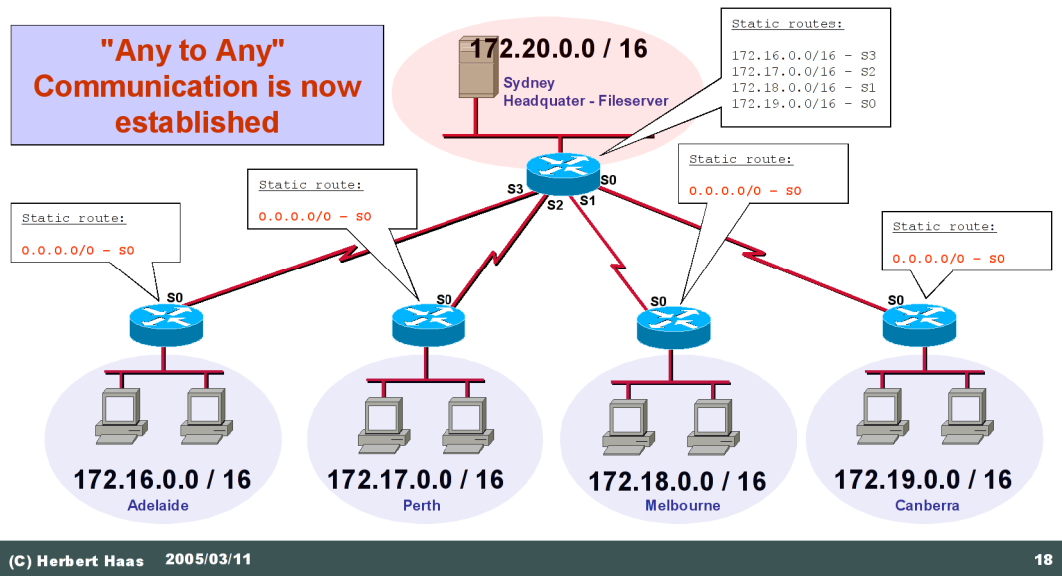 "Any to Any"
Communication is now
established
172.20.0.0 / 16
Sydney
Headquater - Fileserver
Static routes:
172.16.0.0/16 – S3
172.17.0.0/16 – S2
172.18.0.0/16 – S1
172.19.0.0/16 – S0
Static route:
0.0.0.0/0 – S0
Static route:
0.0.0.0/0 – S0
Static route:
0.0.0.0/0 – S0
Static route:
0.0.0.0/0 – S0
S3
S2
S1
S0
S0
S0
S0
S0
172.16.0.0 / 16
Adelaide
172.17.0.0 / 16
Perth
172.18.0.0 / 16
Melbourne
172.19.0.0 / 16
Canberra
(C) Herbert Haas 2005/03/11
18